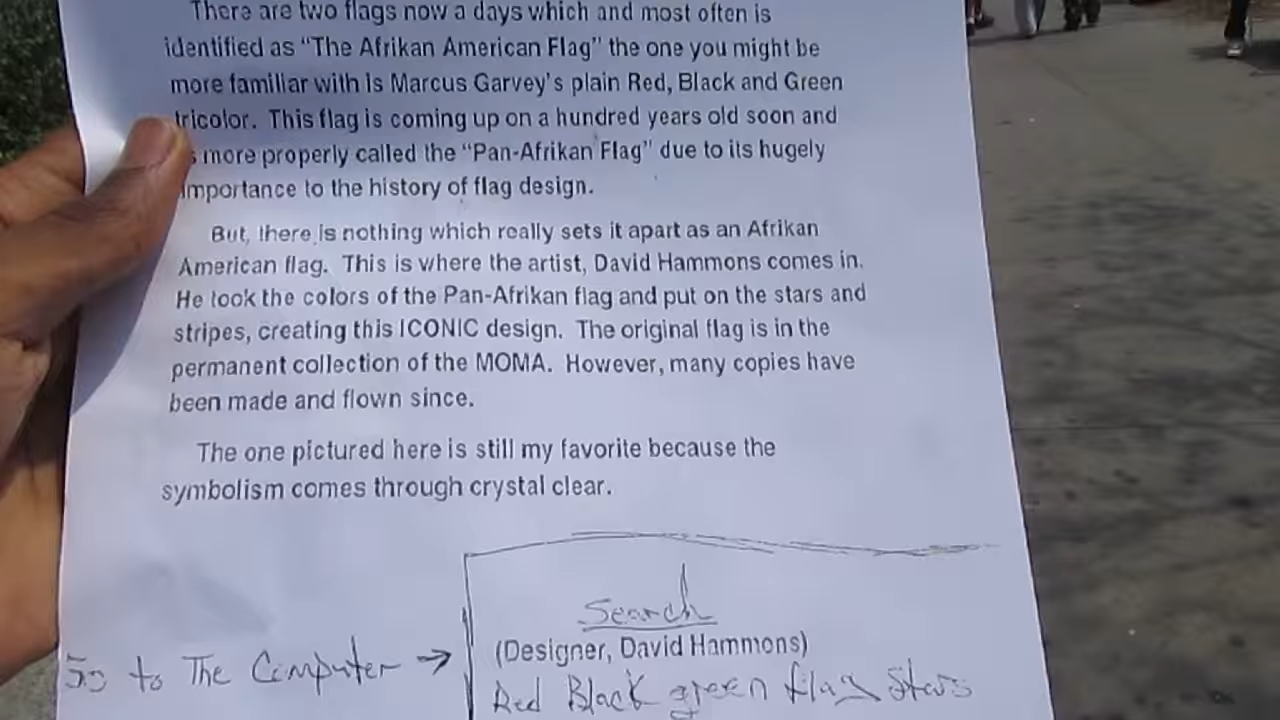 There are two flags now a days which and most often is
identified as “The Afrikan American Flag” the one you might be
more familiar with is Marcus Garvey’s plain Red, Black and Green
tricolor. This flag is coming up on a hundred years old soon and
s more properly called the “Pan-Afrikan Flag” due to its hugely
importance to the history of flag design.
But, there is nothing which really sets it apart as an Afrikan
American flag. This is where the artist, David Hammons comes in.
He took the colors of the Pan-Afrikan flag and put on the stars and
stripes, creating this ICONIC design. The original flag is in the
permanent collection of the MOMA. However, many copies have
been made and flown since.
The one pictured here is still my favorite because the
symbolism comes through crystal clear.
Search
(Designer, David Hammons)
Go to The Computer →
Red Black green flag Stars